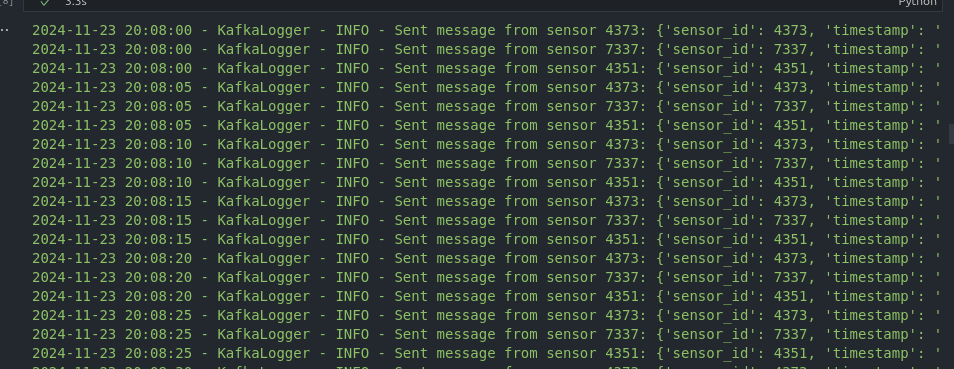 [8] 3.3s Python
2024-11-23 20:08:00 - KafkaLogger - INFO - Sent message from sensor 4373: {'sensor_id': 4373, 'timestamp': '
2024-11-23 20:08:00 - KafkaLogger - INFO - Sent message from sensor 7337: {'sensor_id': 7337, 'timestamp': '
2024-11-23 20:08:00 - KafkaLogger - INFO - Sent message from sensor 4351: {'sensor_id': 4351, 'timestamp': '
2024-11-23 20:08:05 - KafkaLogger - INFO - Sent message from sensor 4373: {'sensor_id': 4373, 'timestamp': '
2024-11-23 20:08:05 - KafkaLogger - INFO - Sent message from sensor 7337: {'sensor_id': 7337, 'timestamp': '
2024-11-23 20:08:05 - KafkaLogger - INFO - Sent message from sensor 4351: {'sensor_id': 4351, 'timestamp': '
2024-11-23 20:08:10 - KafkaLogger - INFO - Sent message from sensor 4373: {'sensor_id': 4373, 'timestamp': '
2024-11-23 20:08:10 - KafkaLogger - INFO - Sent message from sensor 7337: {'sensor_id': 7337, 'timestamp': '
2024-11-23 20:08:10 - KafkaLogger - INFO - Sent message from sensor 4351: {'sensor_id': 4351, 'timestamp': '
2024-11-23 20:08:15 - KafkaLogger - INFO - Sent message from sensor 4373: {'sensor_id': 4373, 'timestamp': '
2024-11-23 20:08:15 - KafkaLogger - INFO - Sent message from sensor 7337: {'sensor_id': 7337, 'timestamp': '
2024-11-23 20:08:15 - KafkaLogger - INFO - Sent message from sensor 4351: {'sensor_id': 4351, 'timestamp': '
2024-11-23 20:08:20 - KafkaLogger - INFO - Sent message from sensor 4373: {'sensor_id': 4373, 'timestamp': '
2024-11-23 20:08:20 - KafkaLogger - INFO - Sent message from sensor 7337: {'sensor_id': 7337, 'timestamp': '
2024-11-23 20:08:20 - KafkaLogger - INFO - Sent message from sensor 4351: {'sensor_id': 4351, 'timestamp': '
2024-11-23 20:08:25 - KafkaLogger - INFO - Sent message from sensor 4373: {'sensor_id': 4373, 'timestamp': '
2024-11-23 20:08:25 - KafkaLogger - INFO - Sent message from sensor 7337: {'sensor_id': 7337, 'timestamp': '
2024-11-23 20:08:25 - KafkaLogger - INFO - Sent message from sensor 4351: {'sensor_id': 4351, 'timestamp': '